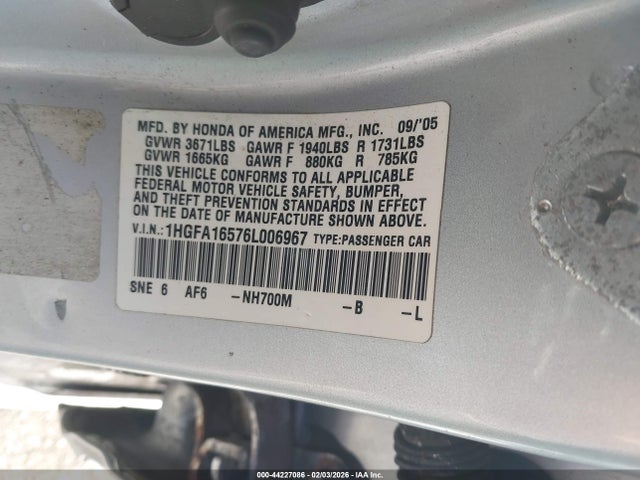 MFD. BY HONDA OF AMERICA MFG., INC. 09/'05
GVWR 3671LBS GAWR F 1940LBS R 1731LBS
GVWR 1665KG GAWR F 880KG R 785KG
THIS VEHICLE CONFORMS TO ALL APPLICABLE
FEDERAL MOTOR VEHICLE SAFETY, BUMPER,
AND THEFT PREVENTION STANDARDS IN EFFECT
ON THE DATE OF MANUFACTURE SHOWN ABOVE.
V.I.N.: 1HGFA16576L006967 TYPE:PASSENGER CAR
SNE 6 AF6 -NH700M -B -L
000-44227086 - 02/03/2026 - IAA Inc.